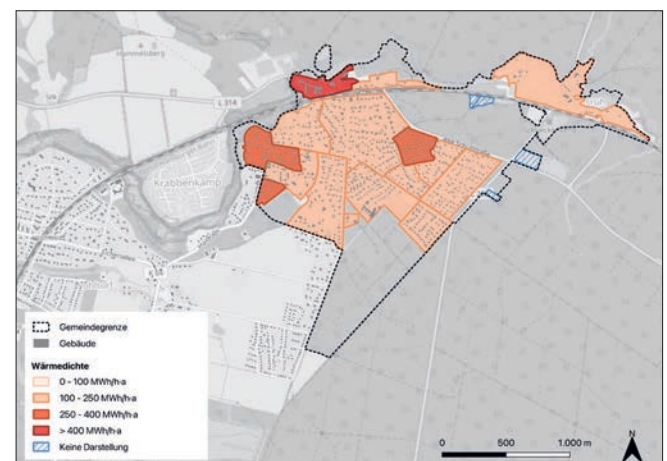 Hummelsberg
L 314
Krabbenkamp
Gemeindegrenze
Gebäude
Wärmedichte
0 - 100 MWh/h·a
100 - 250 MWh/h·a
250 - 400 MWh/h·a
> 400 MWh/h·a
Keine Darstellung
0 500 1.000 m
N